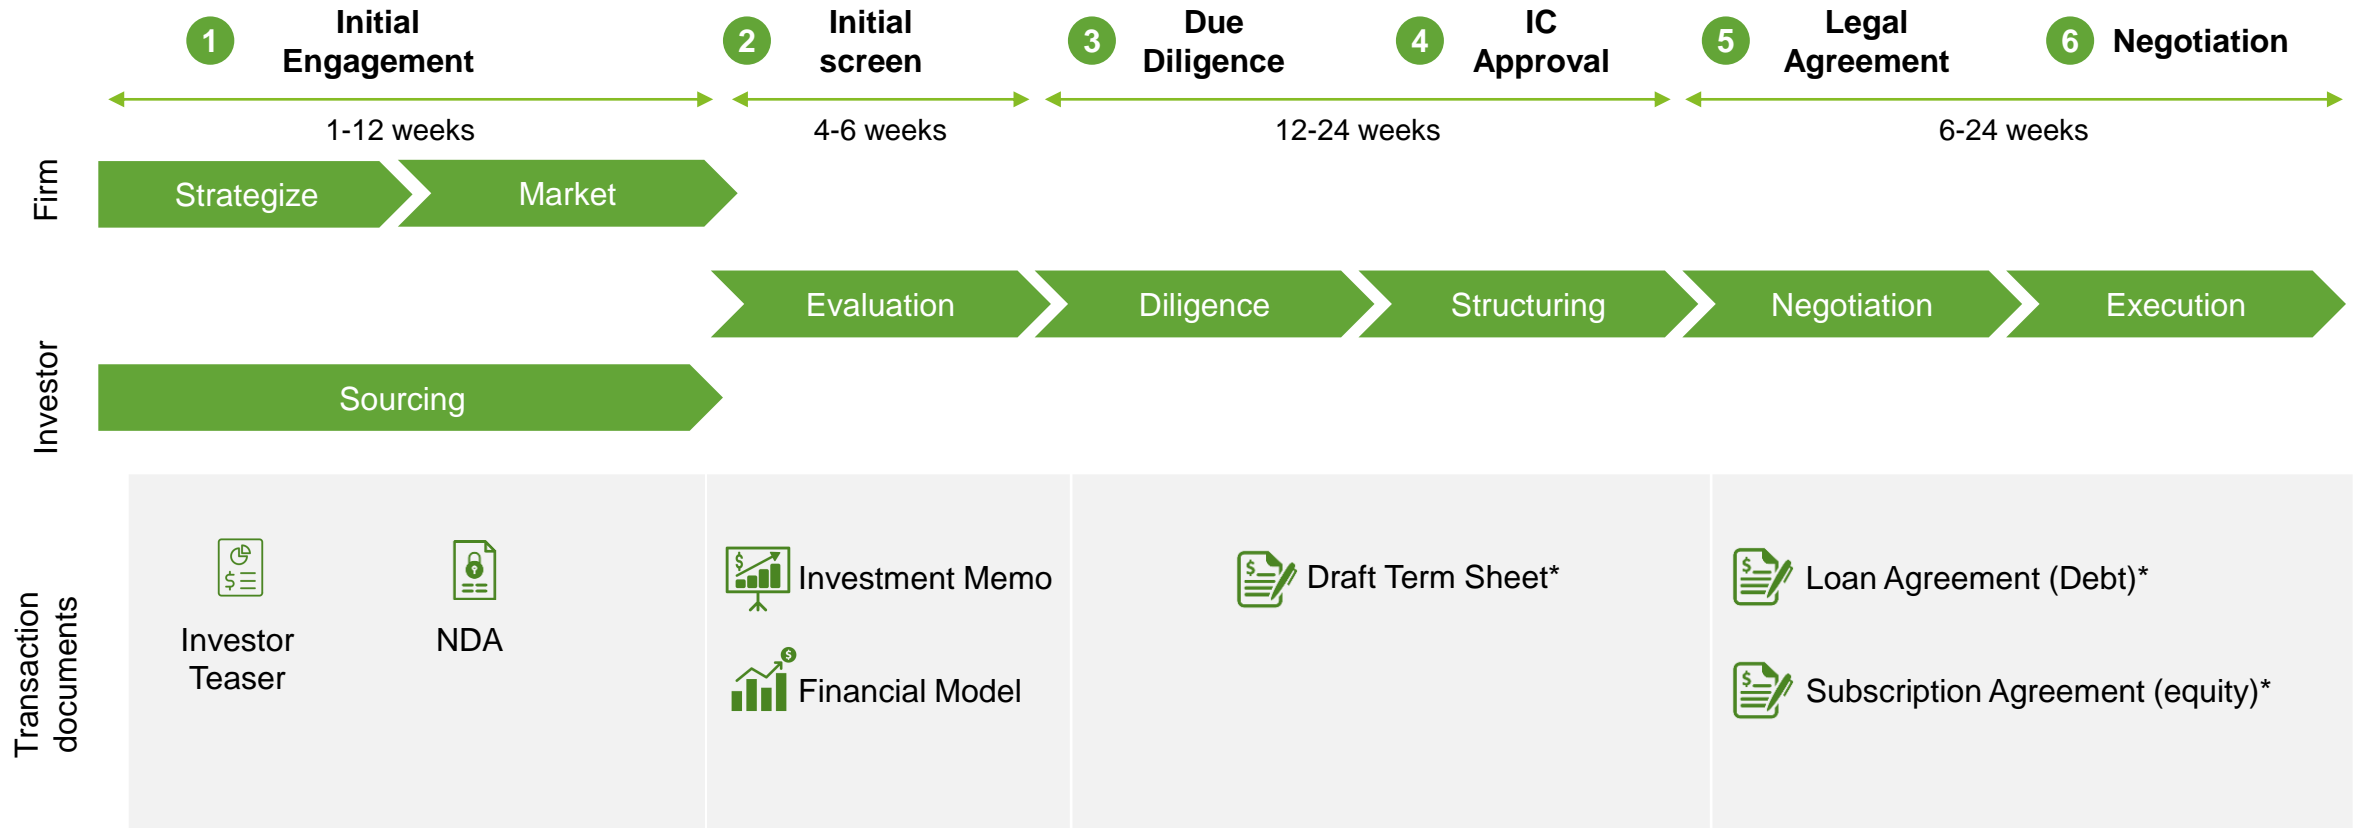 1
Initial
Engagement
2
Initial
screen
3
Due
Diligence
4
IC
Approval
5
Legal
Agreement
6
Negotiation
1-12 weeks
4-6 weeks
12-24 weeks
6-24 weeks
Firm
Strategize
Market
Investor
Evaluation
Diligence
Structuring
Negotiation
Execution
Sourcing
Transaction
documents
Investor
Teaser
NDA
Investment Memo
Financial Model
Draft Term Sheet*
Loan Agreement (Debt)*
Subscription Agreement (equity)*